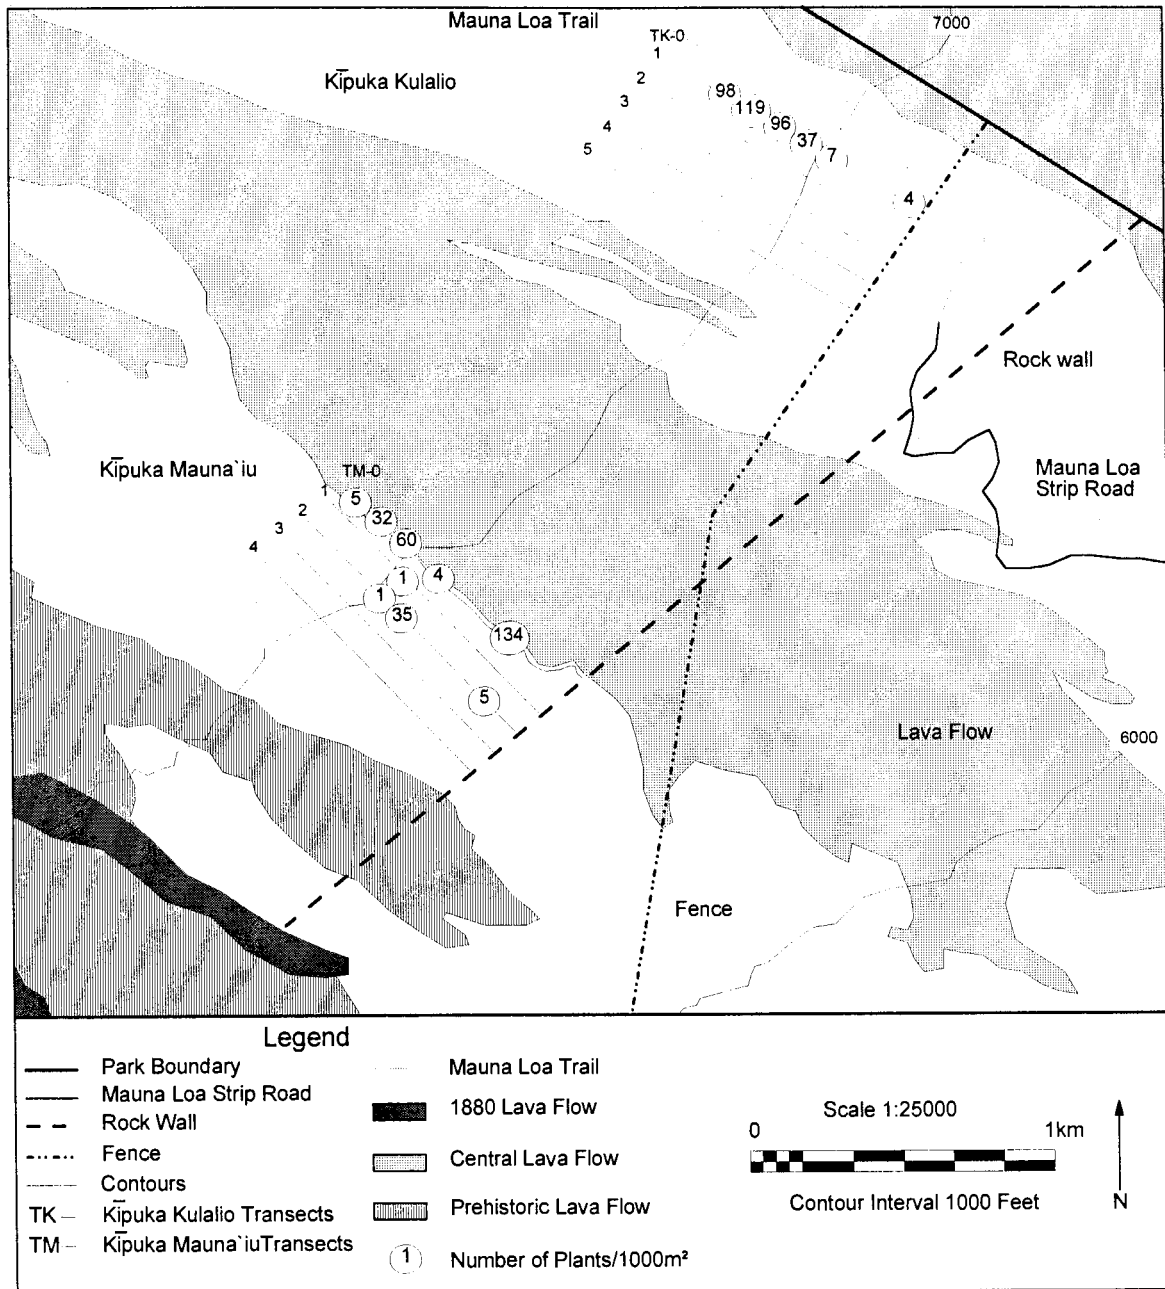 Mauna Loa Trail
7000
TK-0
1
Kīpuka Kulalio
2
98
3
119
4
96
37
5
7
4
Rock wall
Kīpuka Mauna`iu
TM-0
Mauna Loa
Strip Road
1
5
2
32
3
60
4
1
4
1
35
134
5
Lava Flow
6000
Fence
Legend
Park Boundary
Mauna Loa Strip Road
Rock Wall
Fence
Contours
TK Kīpuka Kulalio Transects
TM Kīpuka Mauna`iuTransects
Mauna Loa Trail
1880 Lava Flow
Central Lava Flow
Prehistoric Lava Flow
1 Number of Plants/1000m²
Scale 1:25000
0 1km
Contour Interval 1000 Feet
N